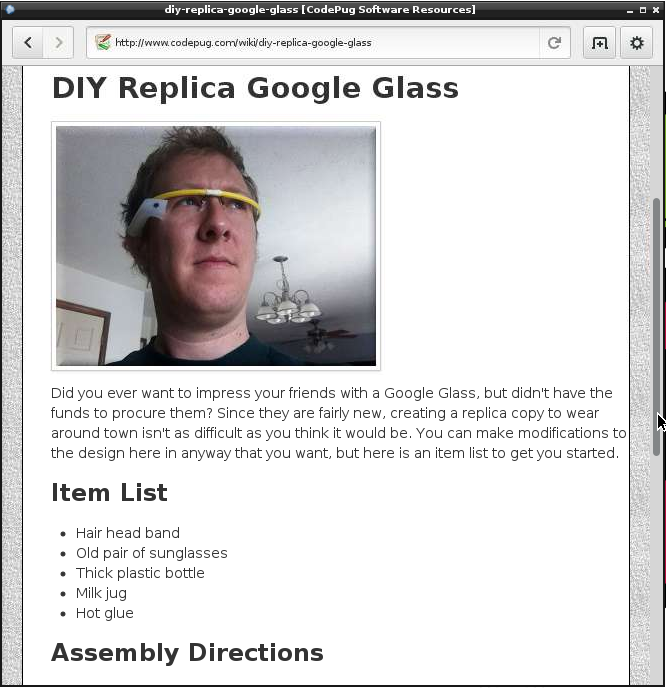 diy-replica-google-glass [CodePug Software Resources]
http://www.codepug.com/wiki/diy-replica-google-glass
DIY Replica Google Glass
Did you ever want to impress your friends with a Google Glass, but didn't have the
funds to procure them? Since they are fairly new, creating a replica copy to wear
around town isn't as difficult as you think it would be. You can make modifications to
the design here in anyway that you want, but here is an item list to get you started.
Item List
• Hair head band
• Old pair of sunglasses
• Thick plastic bottle
• Milk jug
• Hot glue
Assembly Directions